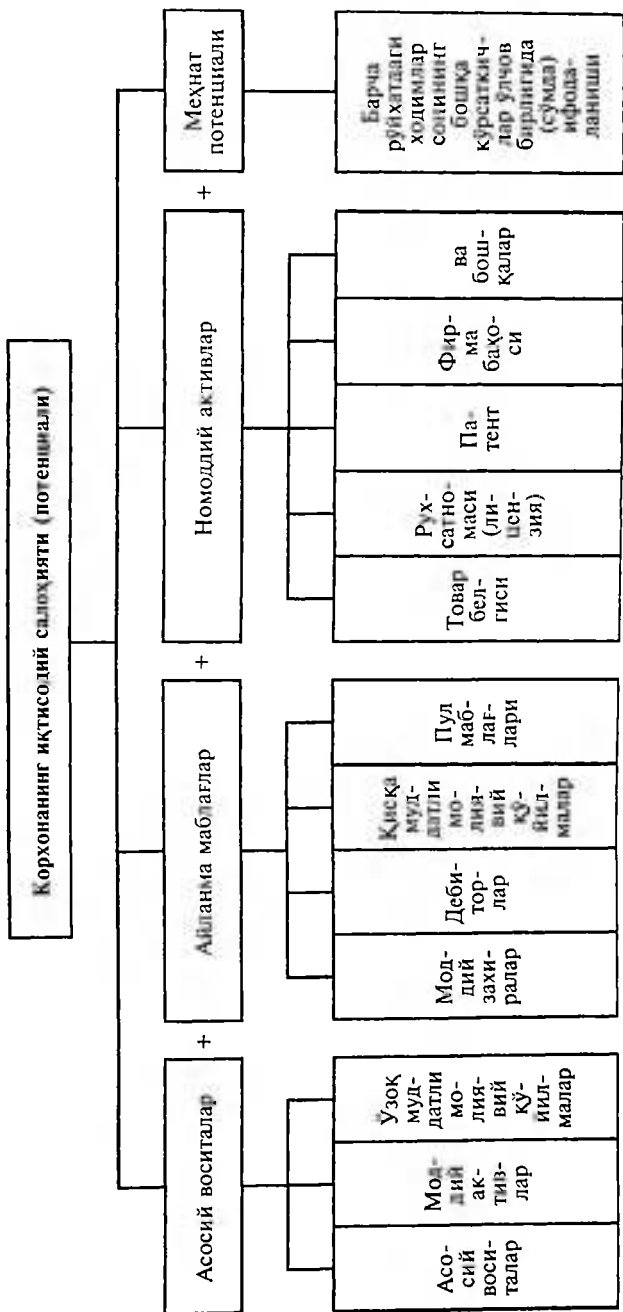 Корхонанинг иқтисодий салоҳияти (потенциали)
Асосий воситалар
+
Айланма маблағлар
+
Номоддий активлар
+
Меҳнат
потенциали
Асо-
сий
воси-
талар
Мод-
дий
ак-
тив-
лар
Узоқ
муд-
датли
мо-
лия-
вий
қў-
йил-
малар
Мод-
дий
захи-
ралар
Деби-
тор-
лар
Қисқа
муд-
датли
мо-
лия-
вий
қў-
йил-
малар
Пул
маб-
лағ-
лари
Товар
бел-
гиси
Рух-
сатно-
маси
(ли-
цен-
зия)
Па-
тент
Фир-
ма
баҳо-
си
ва
бош-
қалар
Барча
рўйхатдаги
ходимлар
сонининг
бошқа
кўрсаткич-
лар ўлчов
бирлигида
(сўмда)
ифода-
ланиши